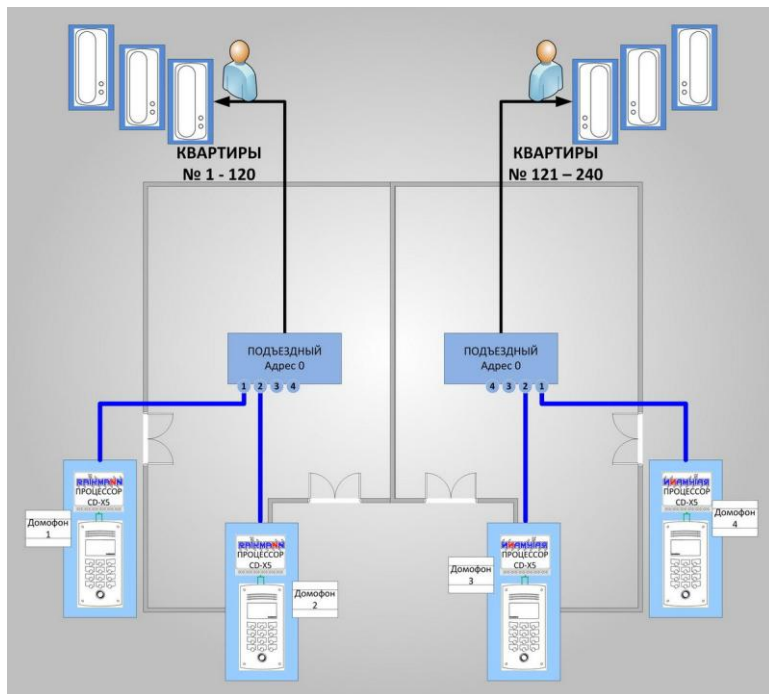 КВАРТИРЫ
№ 1 - 120
КВАРТИРЫ
№ 121 – 240
ПОДЪЕЗДНЫЙ
Адрес 0
1 2 3 4
ПОДЪЕЗДНЫЙ
Адрес 0
4 3 2 1
RAIKMANN
ПРОЦЕССОР
CD-X5
Домофон
1
RAIKMANN
ПРОЦЕССОР
CD-X5
Домофон
2
ПРОЦЕССОР
CD-X5
Домофон
3
ПРОЦЕССОР
CD-X5
Домофон
4